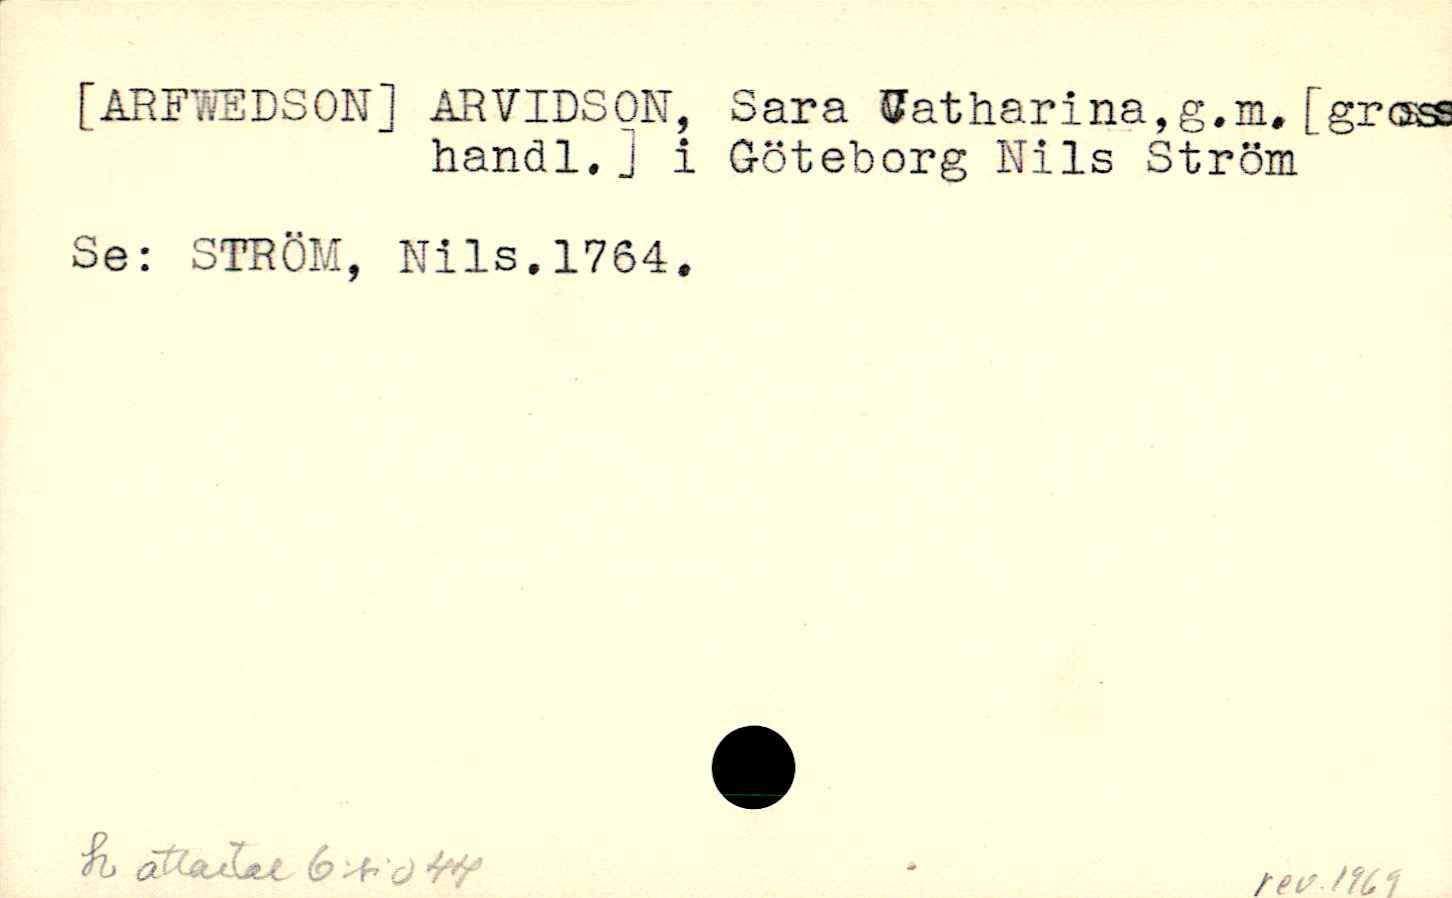 [ARFWEDSON] ARVIDSON, Sara Catharina,g.m.[gross
handl.] i Göteborg Nils Ström
Se: STRÖM, Nils.1764.
rev. 1969